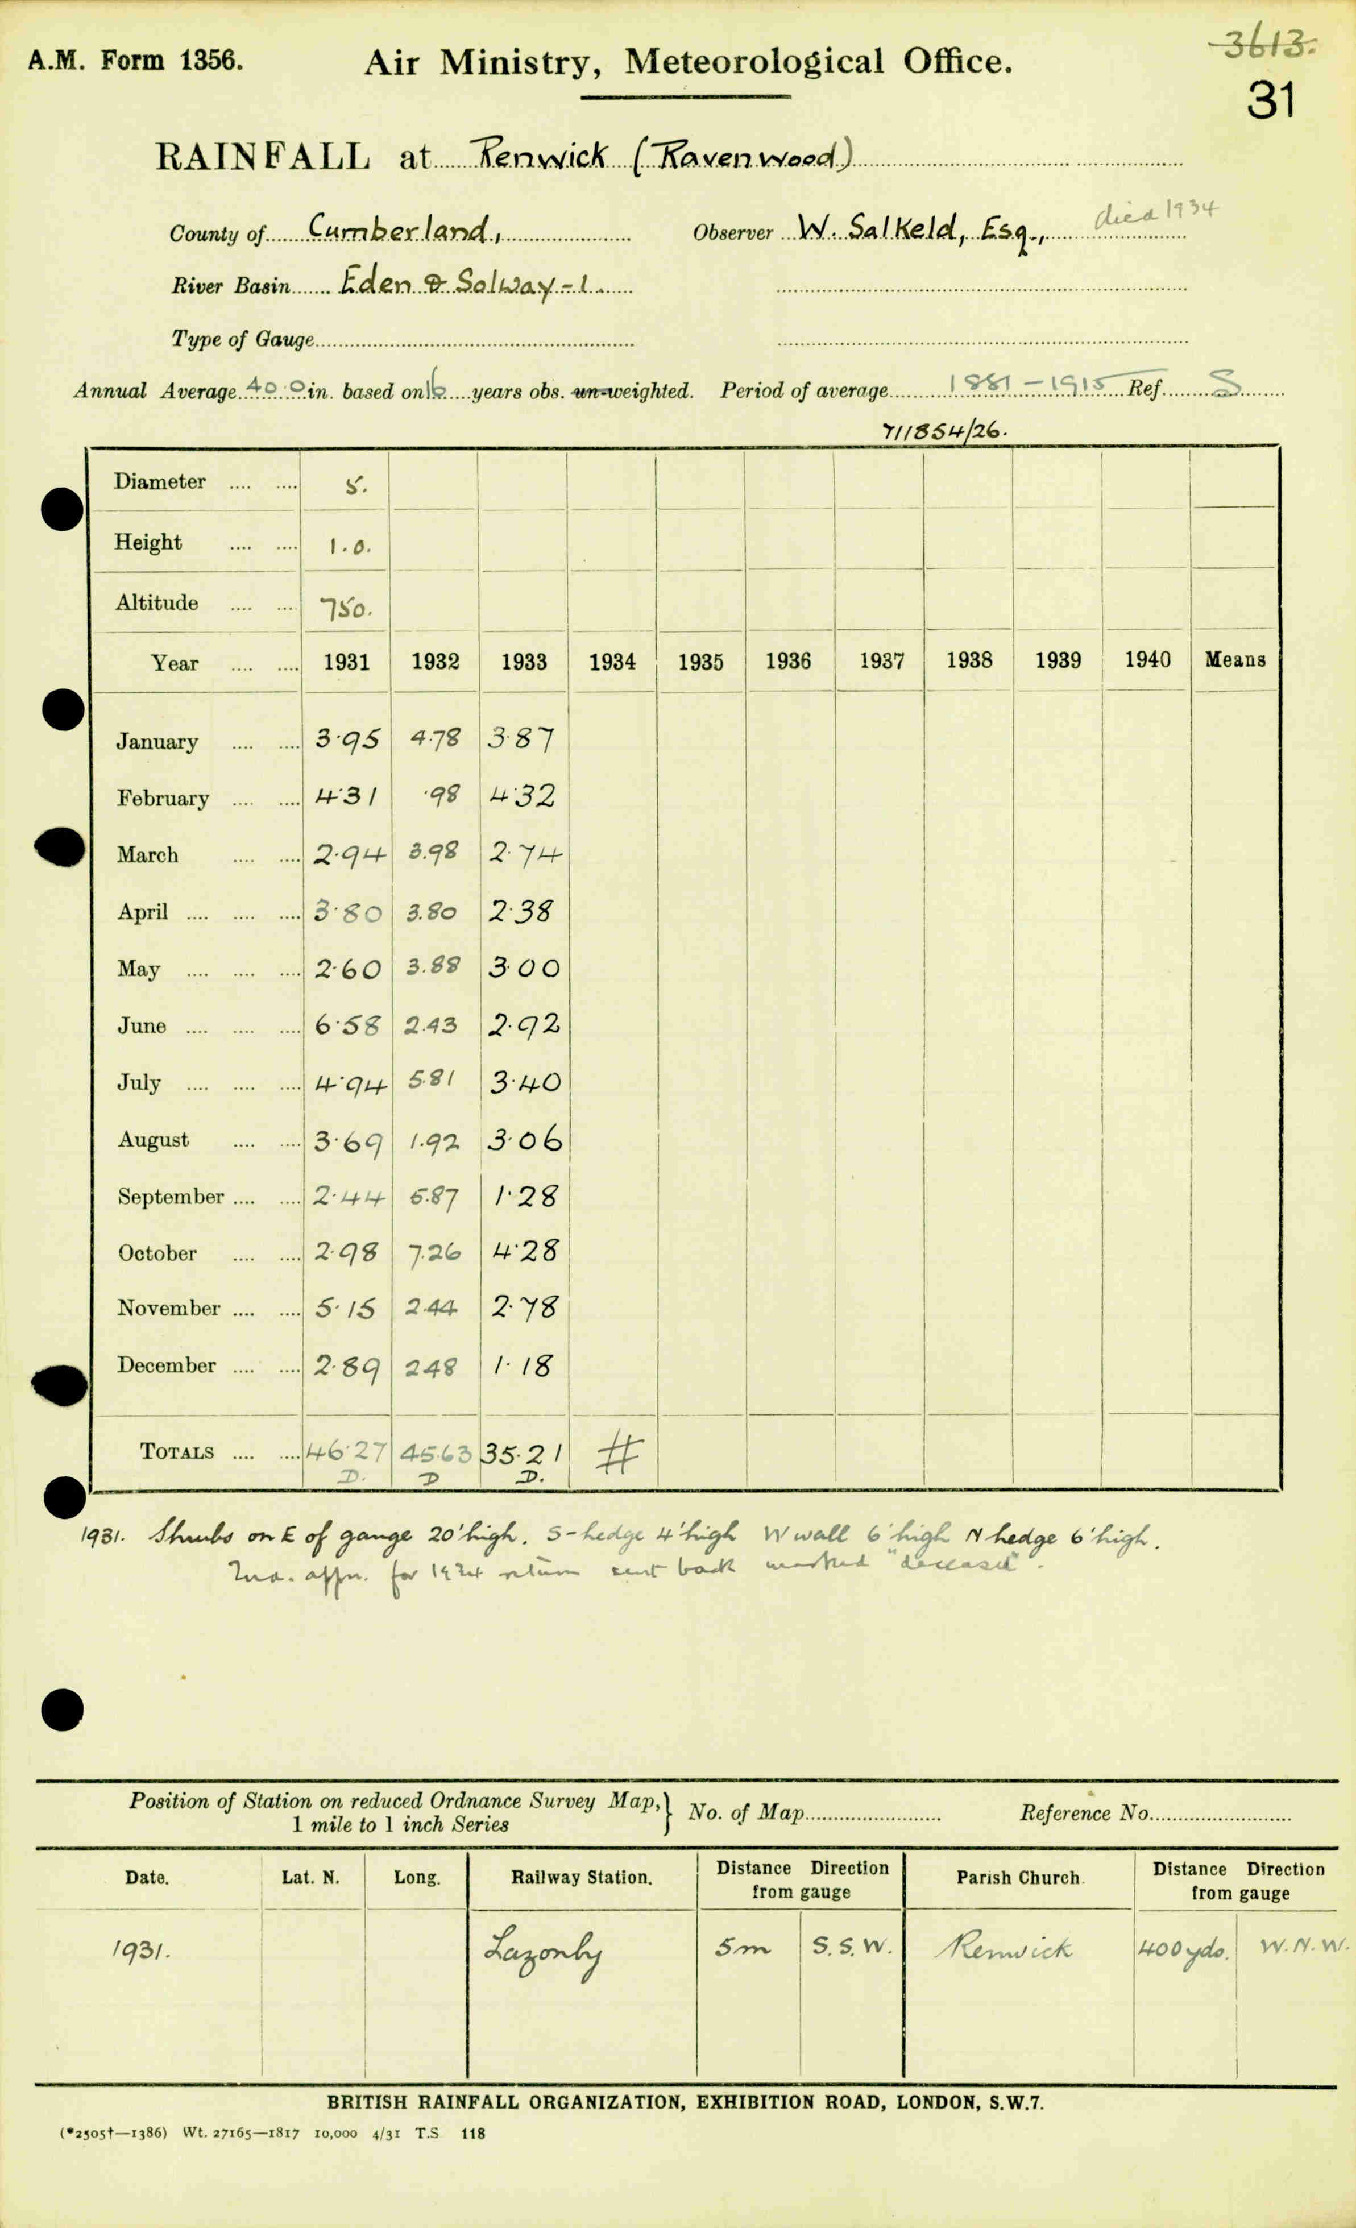 3613.
A.M. Form 1356. Air Ministry, Meteorological Office.
31
RAINFALL at Renwick (Ravenwood)
County of Cumberland, Observer W. Salkeld, Esq., died 1934
River Basin Eden & Solway - 1.
Type of Gauge
Annual Average 40.0 in. based on 16 years obs. un-weighted. Period of average 1881-1915 Ref. S
711854/26.
Diameter 5.
Height 1.0.
Altitude 750.
Year 1931 1932 1933 1934 1935 1936 1937 1938 1939 1940 Means
January 3.95 4.78 3.87
February 4.31 .98 4.32
March 2.94 3.98 2.74
April 3.80 3.80 2.38
May 2.60 3.88 3.00
June 6.58 2.43 2.92
July 4.94 5.81 3.40
August 3.69 1.92 3.06
September 2.44 5.87 1.28
October 2.98 7.26 4.28
November 5.15 2.44 2.78
December 2.89 2.48 1.18
TOTALS 46.27 45.63 35.21 #
D. D D.
1931. Shrubs on E of gauge 20' high. S-hedge 4' high W wall 6' high N hedge 6' high.
2nd. appn. for 1934 return sent back marked "deceased".
Position of Station on reduced Ordnance Survey Map, } No. of Map Reference No.
1 mile to 1 inch Series
Date. Lat. N. Long. Railway Station. Distance Direction from gauge Parish Church. Distance Direction from gauge
1931. Lazonby 5m S.S.W. Renwick 400yds. W.N.W.
BRITISH RAINFALL ORGANIZATION, EXHIBITION ROAD, LONDON, S.W.7.
(*2505†—1386) Wt. 27165—1817 10,000 4/31 T.S. 118